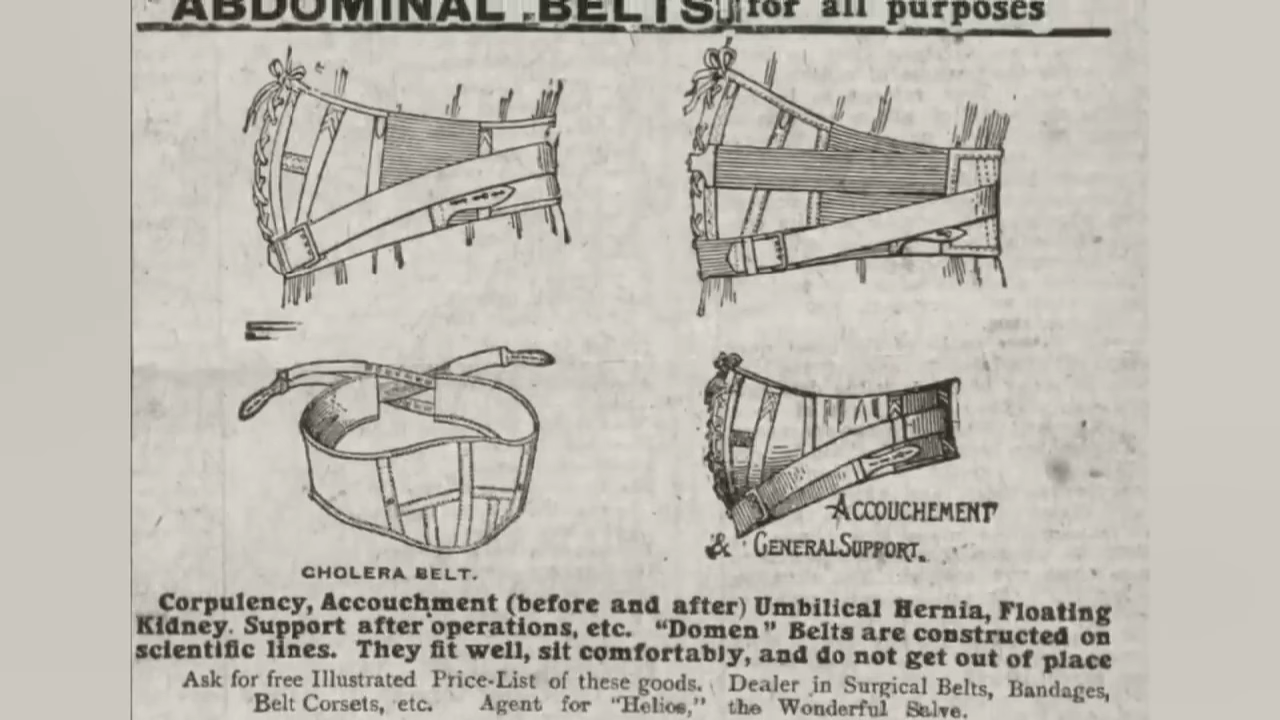 ABDOMINAL BELTS for all purposes
CHOLERA BELT.
ACCOUCHEMENT
& GENERAL SUPPORT.
Corpulency, Accouchment (before and after) Umbilical Hernia, Floating
Kidney. Support after operations, etc. "Domen" Belts are constructed on
scientific lines. They fit well, sit comfortably, and do not get out of place
Ask for free Illustrated Price-List of these goods. Dealer in Surgical Belts, Bandages,
Belt Corsets, etc. Agent for "Helios," the Wonderful Salve.